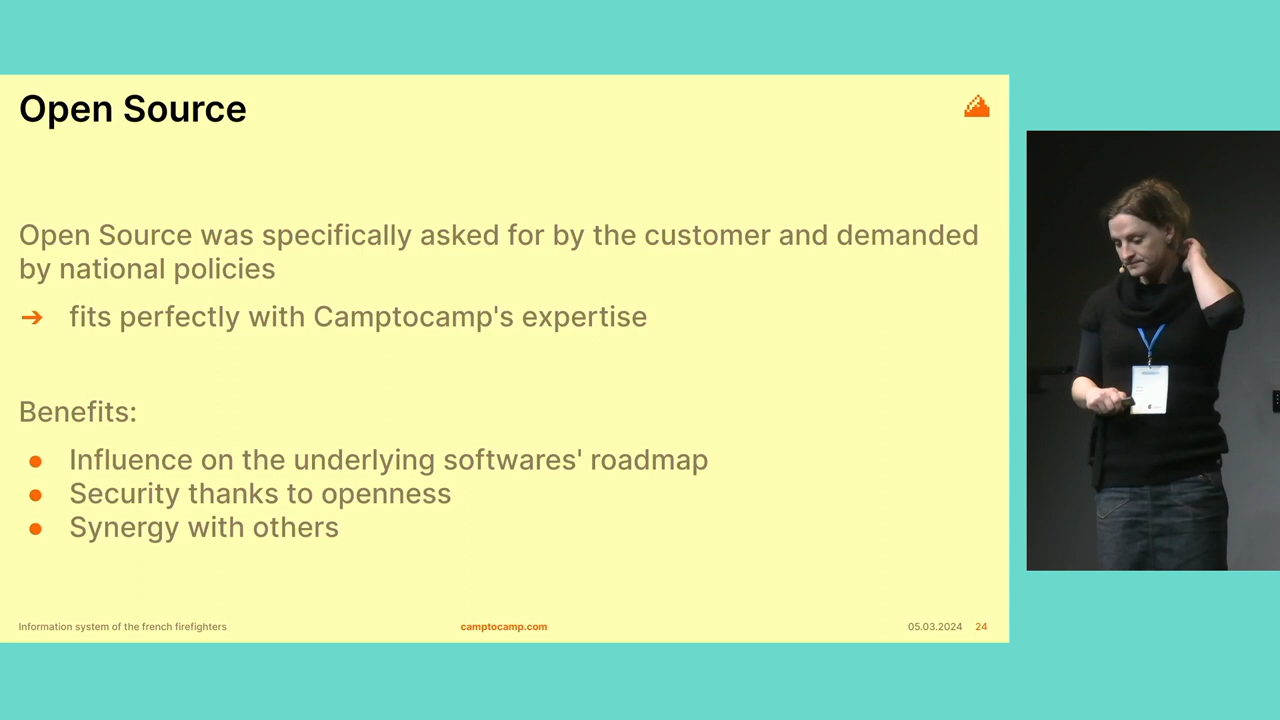 Open Source
Open Source was specifically asked for by the customer and demanded
by national policies
➔ fits perfectly with Camptocamp's expertise
Benefits:
● Influence on the underlying softwares' roadmap
● Security thanks to openness
● Synergy with others
Information system of the french firefighters
camptocamp.com
05.03.2024 24